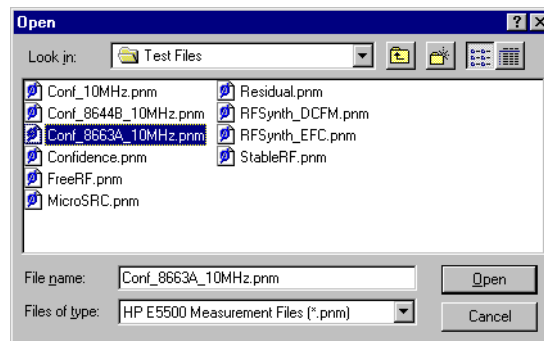 Open
Look in: Test Files
Conf_10MHz.pnm
Conf_8644B_10MHz.pnm
Conf_8663A_10MHz.pnm
Confidence.pnm
FreeRF.pnm
MicroSRC.pnm
Residual.pnm
RFSynth_DCFM.pnm
RFSynth_EFC.pnm
StableRF.pnm
File name: Conf_8663A_10MHz.pnm Open
Files of type: HP E5500 Measurement Files (*.pnm) Cancel